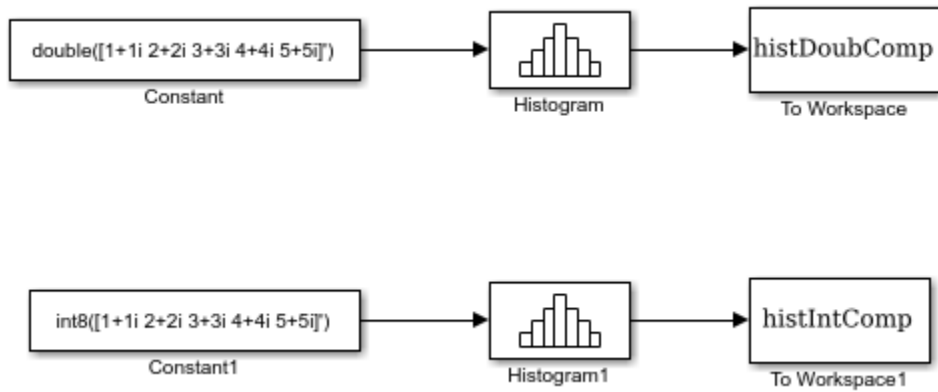 double([1+1i 2+2i 3+3i 4+4i 5+5i]')
histDoubComp
Constant
Histogram
To Workspace
int8([1+1i 2+2i 3+3i 4+4i 5+5i]')
histIntComp
Constant1
Histogram1
To Workspace1